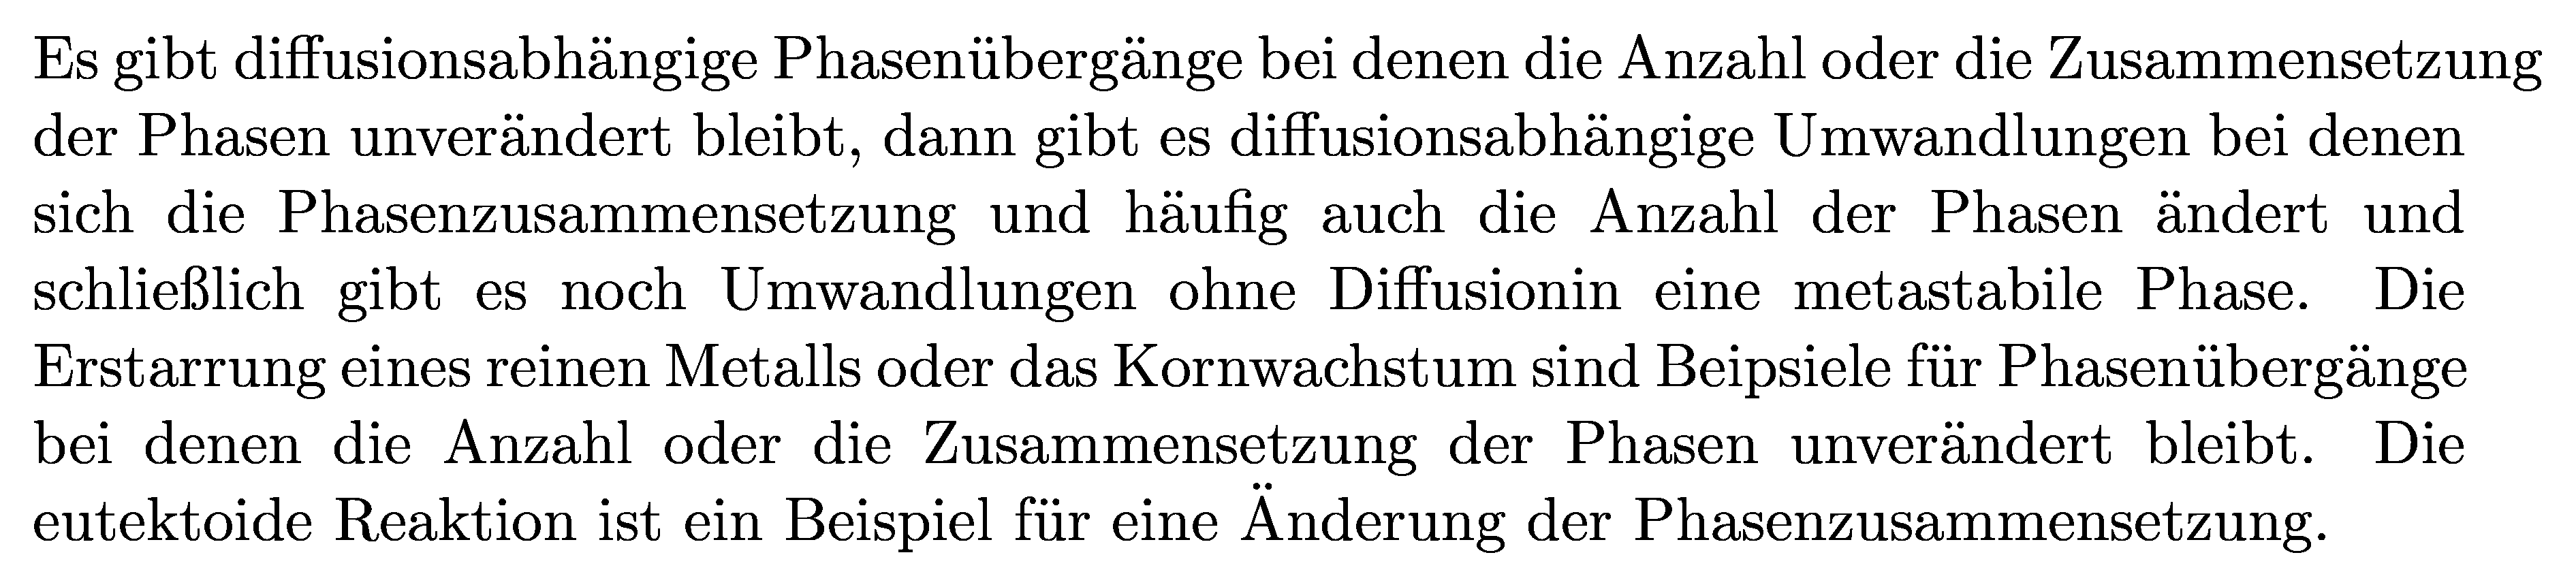 Es gibt diffusionsabhängige Phasenübergänge bei denen die Anzahl oder die Zusammensetzung
der Phasen unverändert bleibt, dann gibt es diffusionsabhängige Umwandlungen bei denen
sich die Phasenzusammensetzung und häufig auch die Anzahl der Phasen ändert und
schließlich gibt es noch Umwandlungen ohne Diffusionin eine metastabile Phase. Die
Erstarrung eines reinen Metalls oder das Kornwachstum sind Beipsiele für Phasenübergänge
bei denen die Anzahl oder die Zusammensetzung der Phasen unverändert bleibt. Die
eutektoide Reaktion ist ein Beispiel für eine Änderung der Phasenzusammensetzung.